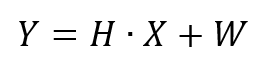 Y = H · X + W